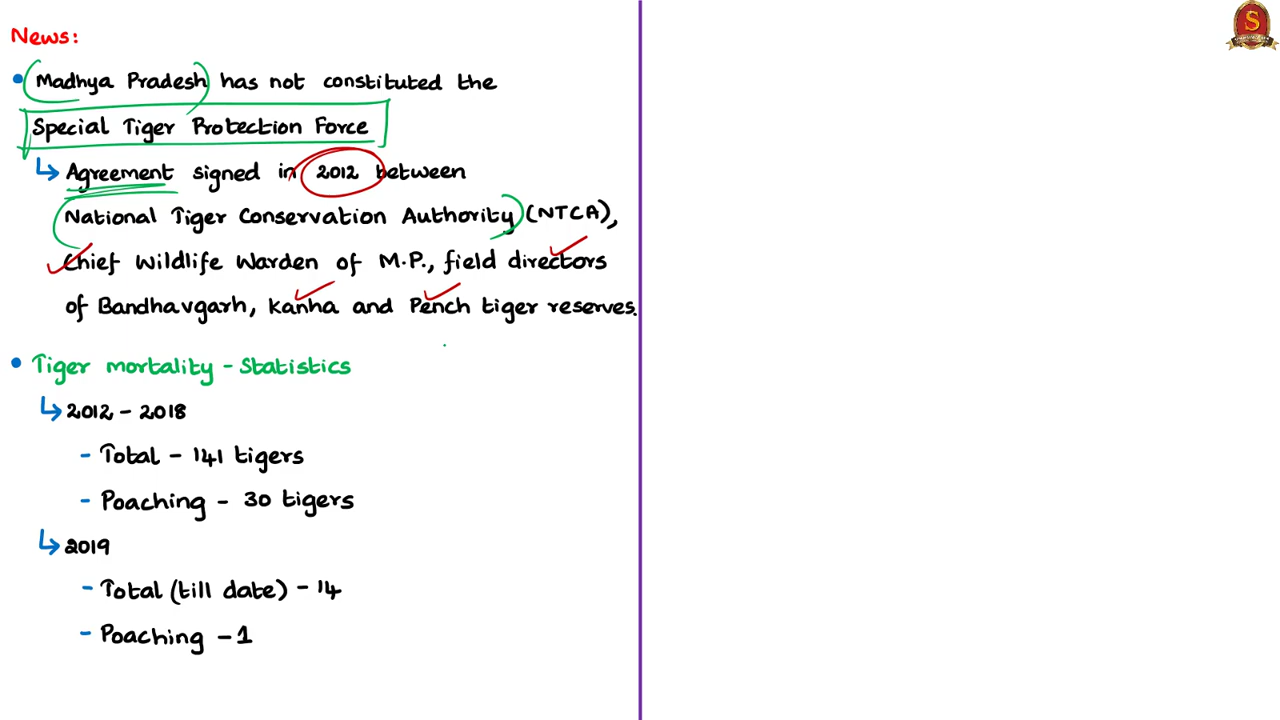 News:
• Madhya Pradesh has not constituted the
Special Tiger Protection Force
↳ Agreement signed in 2012 between
National Tiger Conservation Authority (NTCA),
Chief Wildlife Warden of M.P., field directors
of Bandhavgarh, Kanha and Pench tiger reserves.
• Tiger mortality - Statistics
↳ 2012 - 2018
- Total - 141 tigers
- Poaching - 30 tigers
↳ 2019
- Total (till date) - 14
- Poaching - 1
S